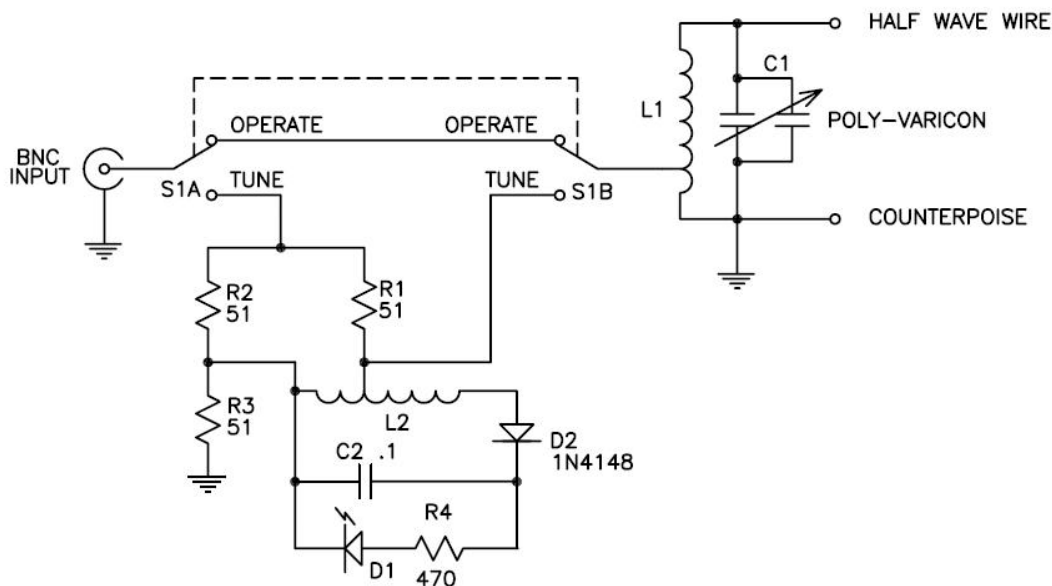 HALF WAVE WIRE
C1
L1
POLY-VARICON
OPERATE
OPERATE
BNC
INPUT
S1A
TUNE
TUNE
S1B
COUNTERPOISE
R2
51
R1
51
R3
51
L2
C2 .1
D2
1N4148
R4
D1
470